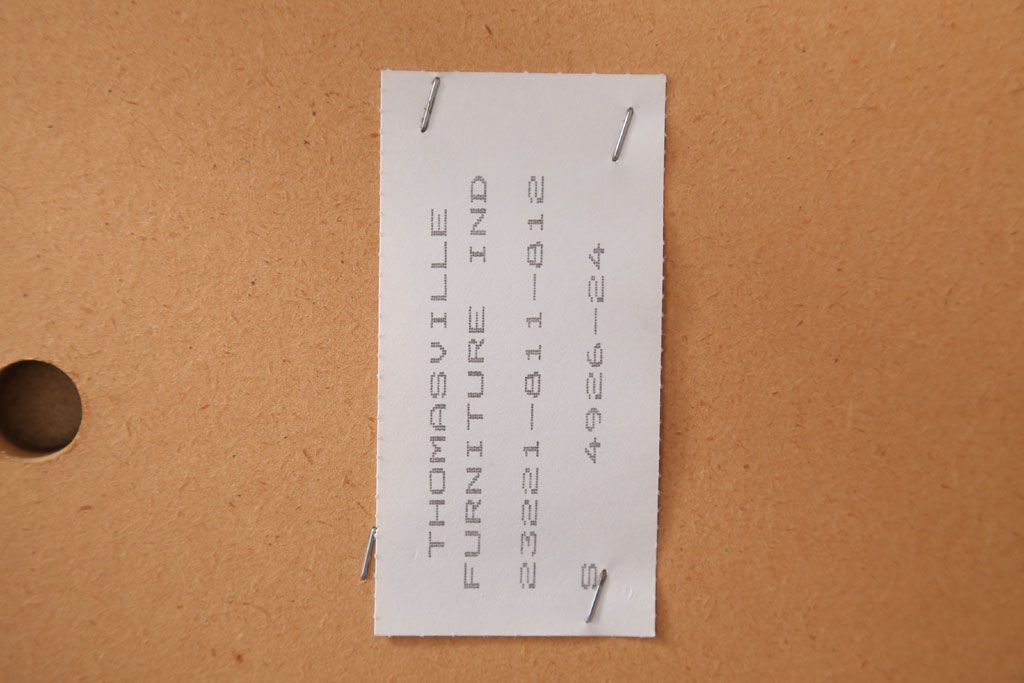 THOMASVILLE
FURNITURE IND
23221-811-812
S 4926-24